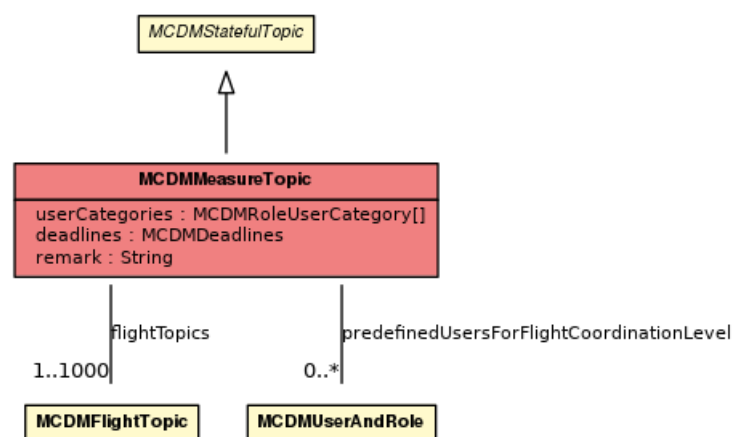 MCDMStatefulTopic
MCDMMeasureTopic
userCategories : MCDMRoleUserCategory[]
deadlines : MCDMDeadlines
remark : String
flightTopics
predefinedUsersForFlightCoordinationLevel
1..1000
0..*
MCDMFlightTopic
MCDMUserAndRole